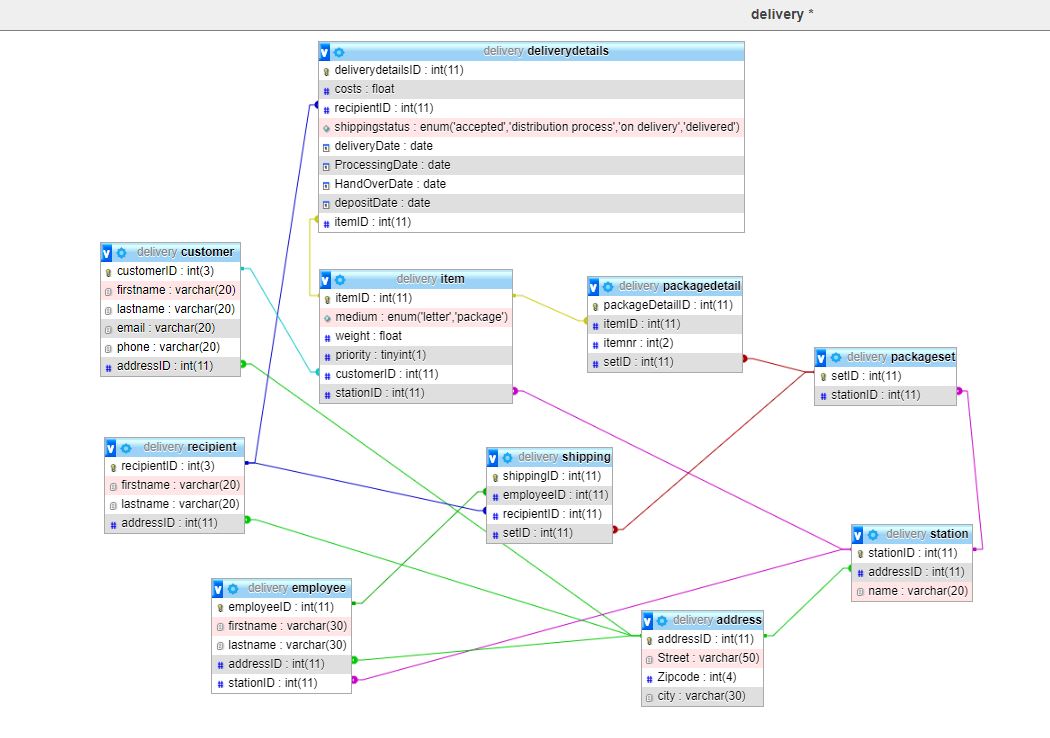 delivery *
delivery deliverydetails
deliverydetailsID : int(11)
costs : float
recipientID : int(11)
shippingstatus : enum('accepted','distribution process','on delivery','delivered')
deliveryDate : date
ProcessingDate : date
HandOverDate : date
depositDate : date
itemID : int(11)
v delivery customer
customerID : int(3)
firstname : varchar(20)
lastname : varchar(20)
email : varchar(20)
phone : varchar(20)
addressID : int(11)
v delivery item
itemID : int(11)
medium : enum('letter','package')
weight : float
priority : tinyint(1)
customerID : int(11)
stationID : int(11)
v delivery packagedetail
packageDetailID : int(11)
itemID : int(11)
itemnr : int(2)
setID : int(11)
v delivery packageset
setID : int(11)
stationID : int(11)
v delivery recipient
recipientID : int(3)
firstname : varchar(20)
lastname : varchar(20)
addressID : int(11)
v delivery shipping
shippingID : int(11)
employeeID : int(11)
recipientID : int(11)
setID : int(11)
v delivery station
stationID : int(11)
addressID : int(11)
name : varchar(20)
v delivery employee
employeeID : int(11)
firstname : varchar(30)
lastname : varchar(30)
addressID : int(11)
stationID : int(11)
v delivery address
addressID : int(11)
Street : varchar(50)
Zipcode : int(4)
city : varchar(30)